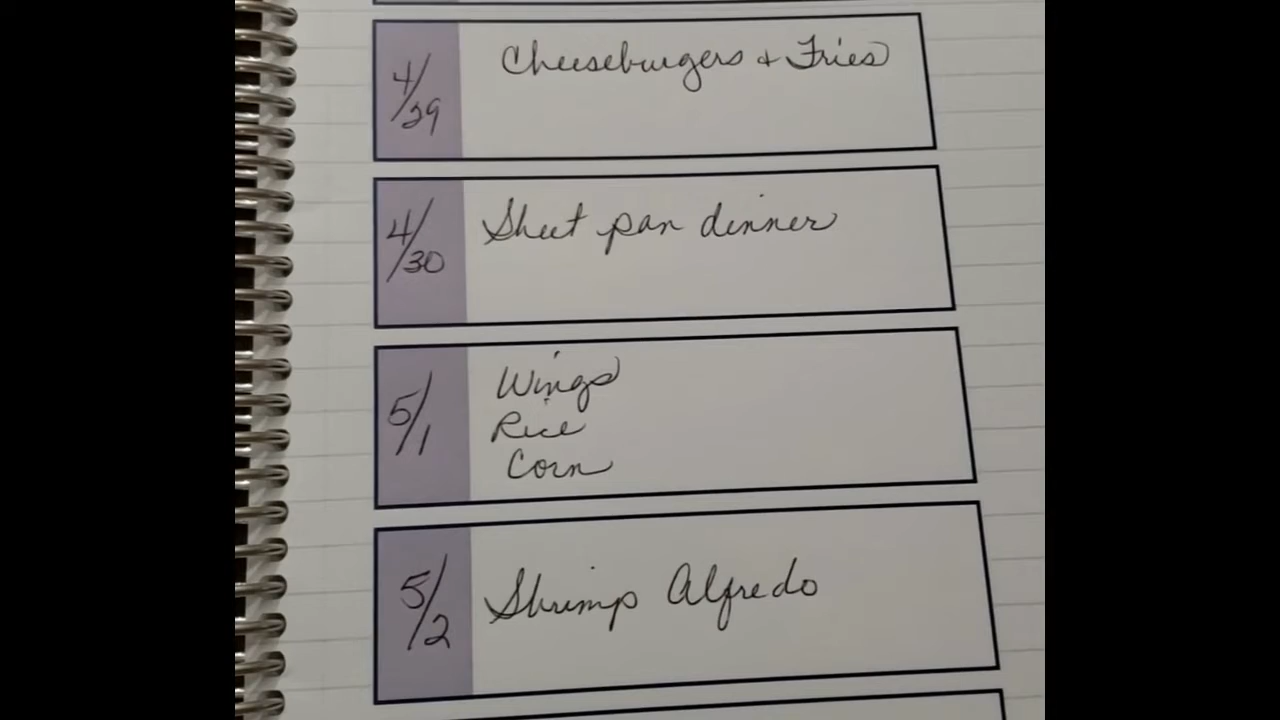 4/29
Cheeseburgers + Fries
4/30
Sheet pan dinner
5/1
Wings
Rice
Corn
5/2
Shrimp Alfredo